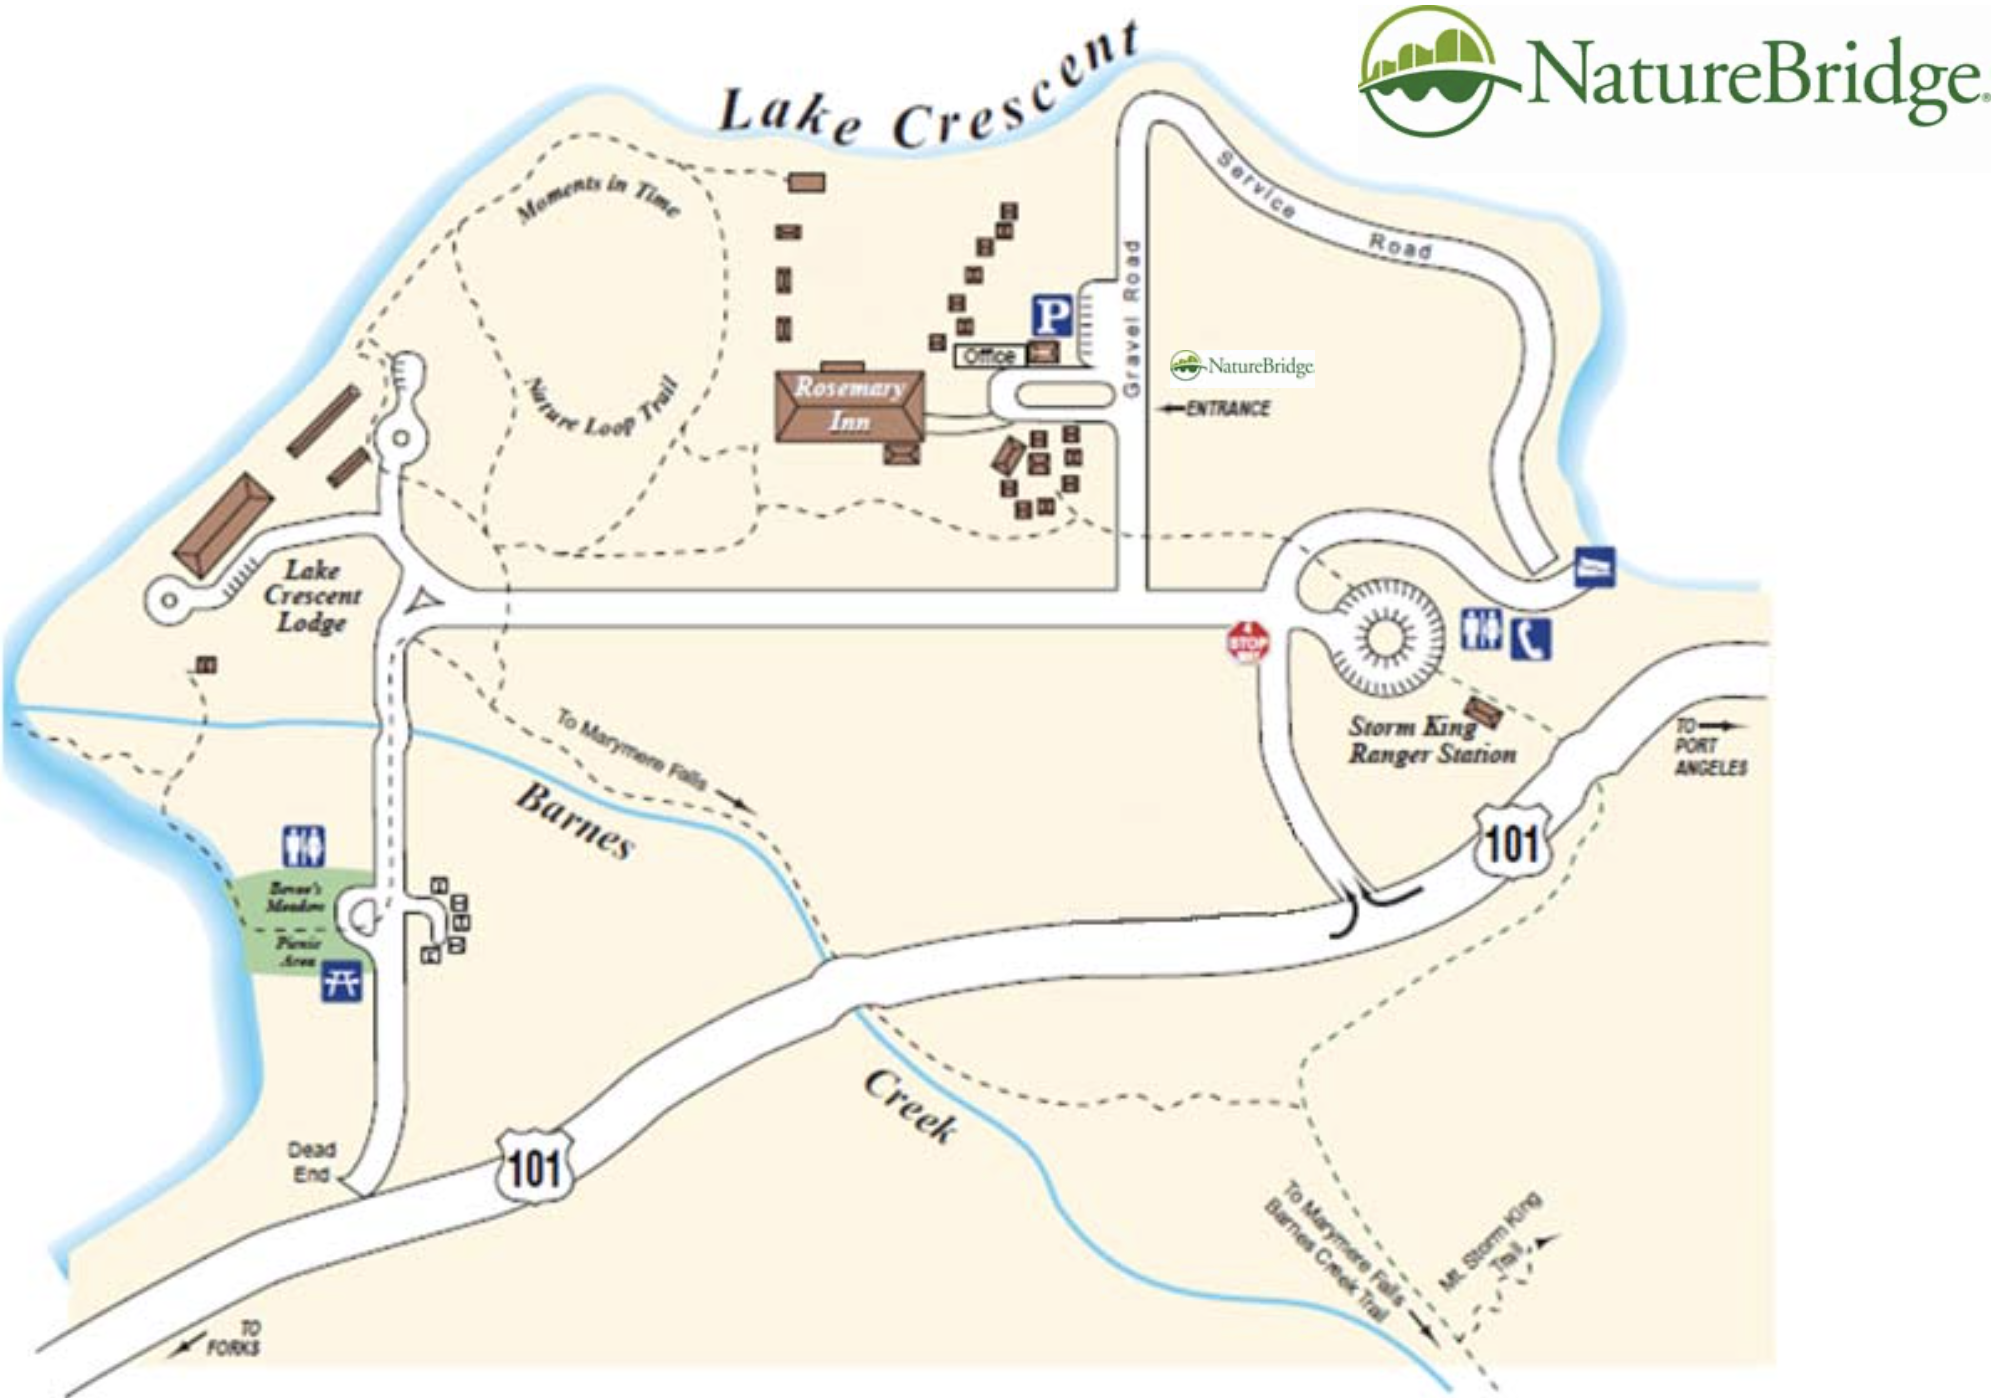 Lake Crescent
NatureBridge®
Moments in Time
Service
Road
Gravel Road
P
Office
NatureBridge
Rosemary
Inn
ENTRANCE
Nature Loop Trail
Lake
Crescent
Lodge
4
STOP
To Marymere Falls
Storm King
Ranger Station
TO
PORT
ANGELES
Barnes
101
Meadow
Picnic
Area
Creek
Dead
End
101
To Marymere Falls
Barnes Creek Trail
Mt. Storm King
Trail
TO
FORKS